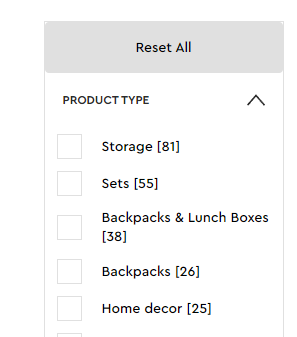 Reset All
PRODUCT TYPE
Storage [81]
Sets [55]
Backpacks & Lunch Boxes
[38]
Backpacks [26]
Home decor [25]